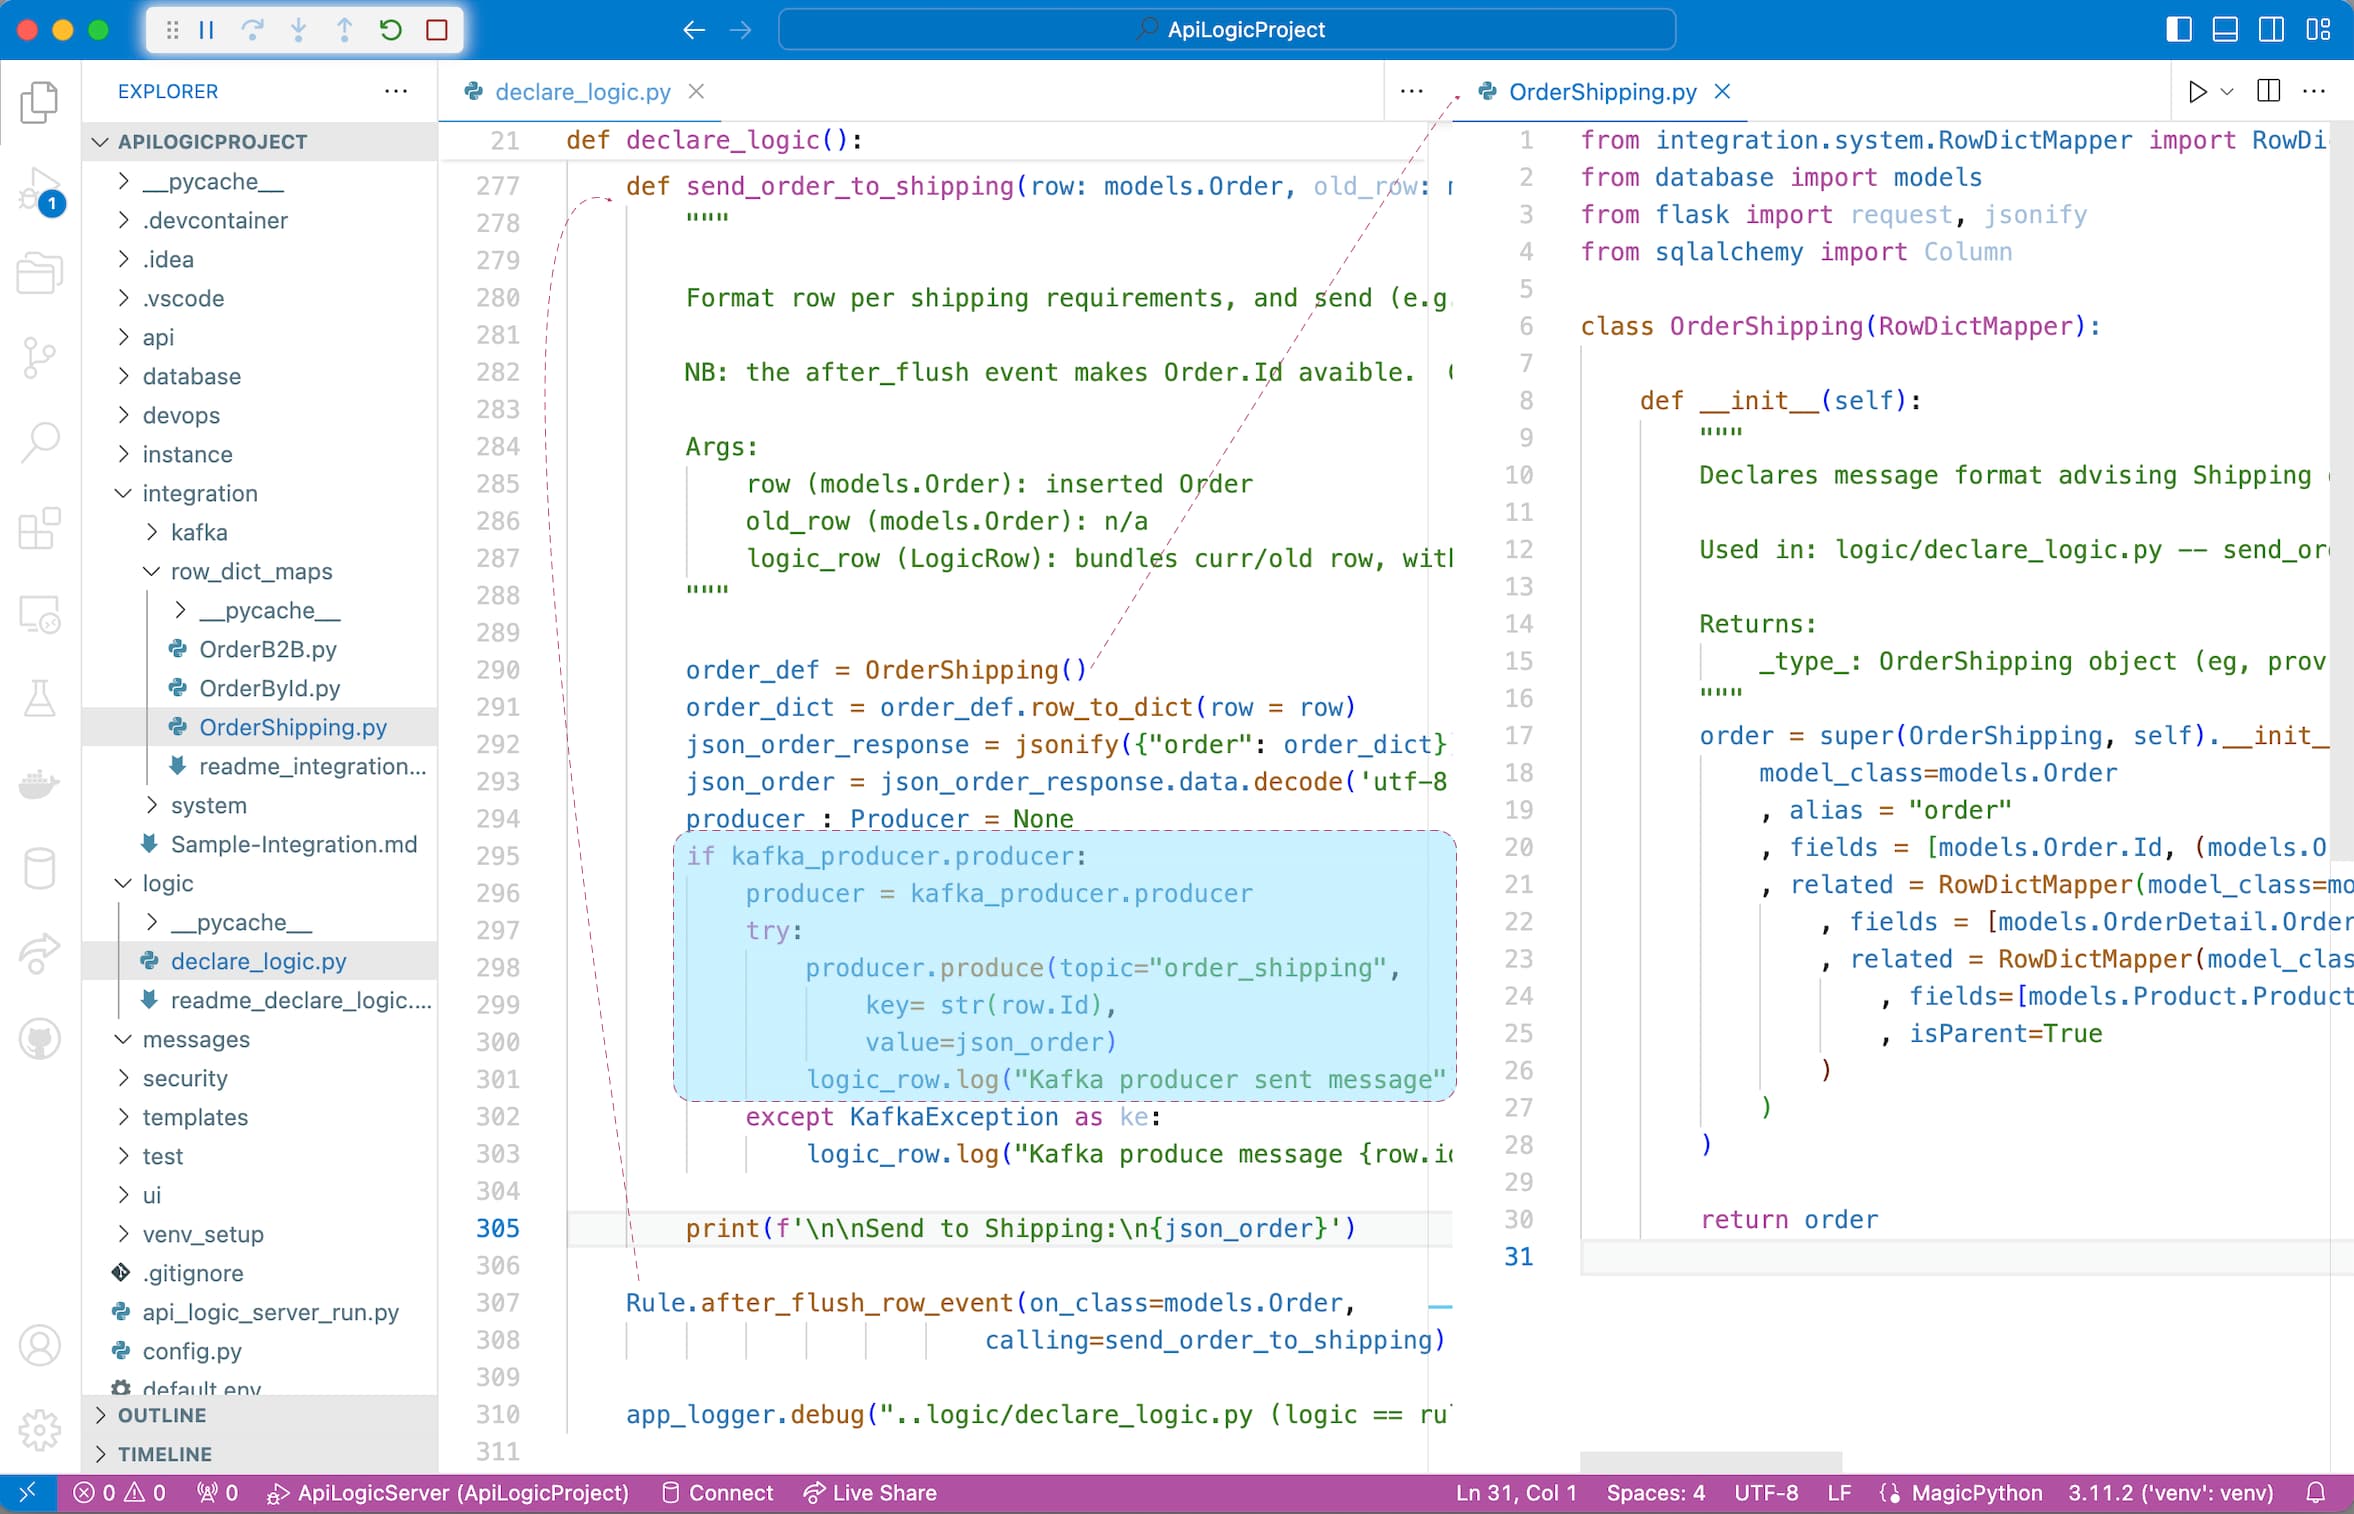 ApiLogicProject
EXPLORER
APILOGICPROJECT
__pycache__
.devcontainer
.idea
.vscode
api
database
devops
instance
integration
kafka
row_dict_maps
__pycache__
OrderB2B.py
OrderById.py
OrderShipping.py
readme_integration...
system
Sample-Integration.md
logic
__pycache__
declare_logic.py
readme_declare_logic....
messages
security
templates
test
ui
venv_setup
.gitignore
api_logic_server_run.py
config.py
default.env
OUTLINE
TIMELINE
1
declare_logic.py
21 def declare_logic():
277 def send_order_to_shipping(row: models.Order, old_row:
278 """
279
280 Format row per shipping requirements, and send (e.g.
281
282 NB: the after_flush event makes Order.Id avaible.
283
284 Args:
285 row (models.Order): inserted Order
286 old_row (models.Order): n/a
287 logic_row (LogicRow): bundles curr/old row, with
288 """
289
290 order_def = OrderShipping()
291 order_dict = order_def.row_to_dict(row = row)
292 json_order_response = jsonify({"order": order_dict}
293 json_order = json_order_response.data.decode('utf-8
294 producer : Producer = None
295 if kafka_producer.producer:
296 producer = kafka_producer.producer
297 try:
298 producer.produce(topic="order_shipping",
299 key= str(row.Id),
300 value=json_order)
301 logic_row.log("Kafka producer sent message"
302 except KafkaException as ke:
303 logic_row.log("Kafka produce message {row.id
304
305 print(f'\n\nSend to Shipping:\n{json_order}')
306
307 Rule.after_flush_row_event(on_class=models.Order,
308 calling=send_order_to_shipping)
309
310 app_logger.debug("..logic/declare_logic.py (logic == ru
311
OrderShipping.py
1 from integration.system.RowDictMapper import RowDi
2 from database import models
3 from flask import request, jsonify
4 from sqlalchemy import Column
5
6 class OrderShipping(RowDictMapper):
7
8 def __init__(self):
9 """
10 Declares message format advising Shipping
11
12 Used in: logic/declare_logic.py -- send_or
13
14 Returns:
15 _type_: OrderShipping object (eg, prov
16 """
17 order = super(OrderShipping, self).__init_
18 model_class=models.Order
19 , alias = "order"
20 , fields = [models.Order.Id, (models.O
21 , related = RowDictMapper(model_class=mo
22 , fields = [models.OrderDetail.Order
23 , related = RowDictMapper(model_clas
24 , fields=[models.Product.Product
25 , isParent=True
26 )
27 )
28 )
29
30 return order
31
0 0 0 ApiLogicServer (ApiLogicProject) Connect Live Share Ln 31, Col 1 Spaces: 4 UTF-8 LF MagicPython 3.11.2 ('venv': venv)